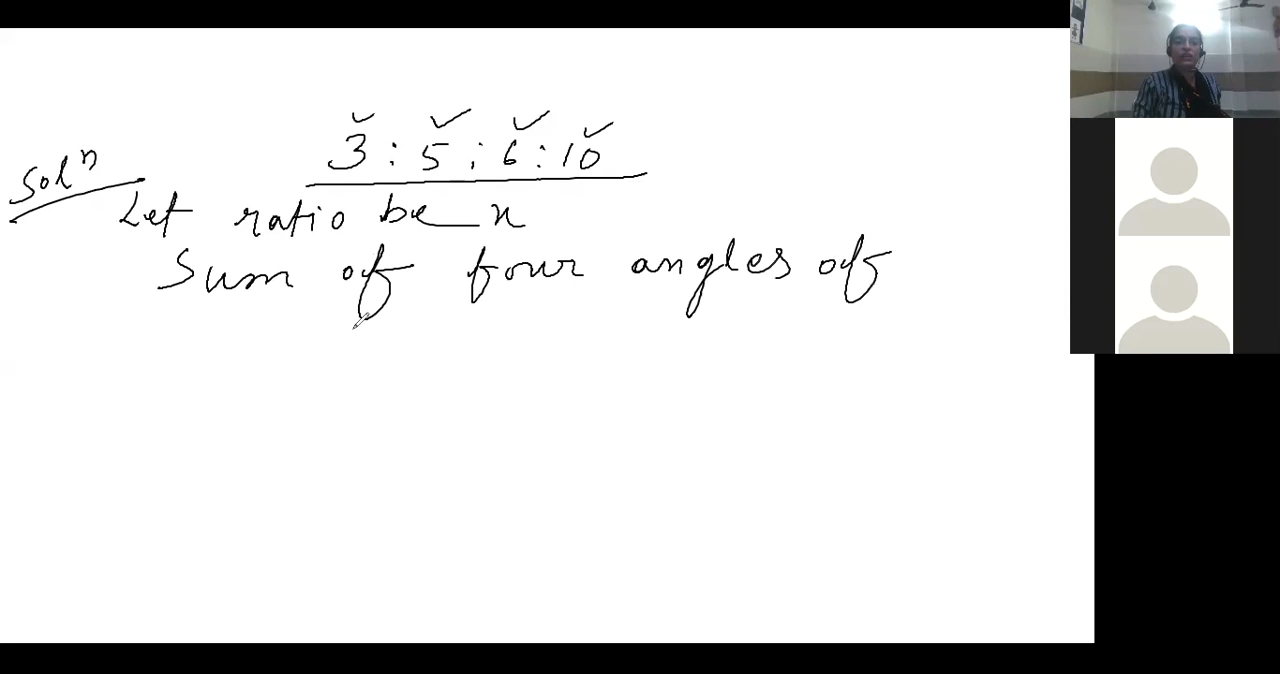 3 : 5 : 6 : 10
Solⁿ
Let ratio be x
Sum of four angles of